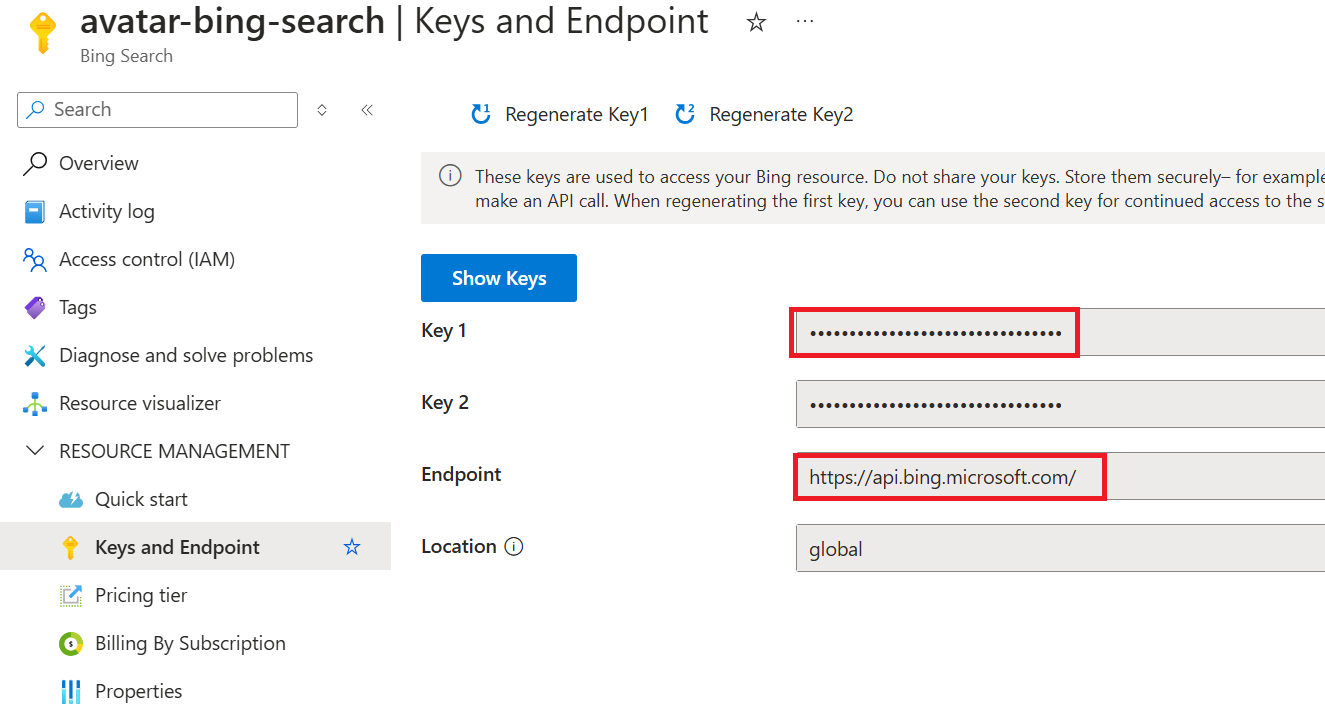 avatar-bing-search | Keys and Endpoint
Bing Search
Search
Regenerate Key1
Regenerate Key2
Overview
Activity log
Access control (IAM)
Tags
Diagnose and solve problems
Resource visualizer
RESOURCE MANAGEMENT
Quick start
Keys and Endpoint
Pricing tier
Billing By Subscription
Properties
These keys are used to access your Bing resource. Do not share your keys. Store them securely– for example
make an API call. When regenerating the first key, you can use the second key for continued access to the s
Show Keys
Key 1 ••••••••••••••••••••••••••••••••
Key 2 ••••••••••••••••••••••••••••••••
Endpoint https://api.bing.microsoft.com/
Location global